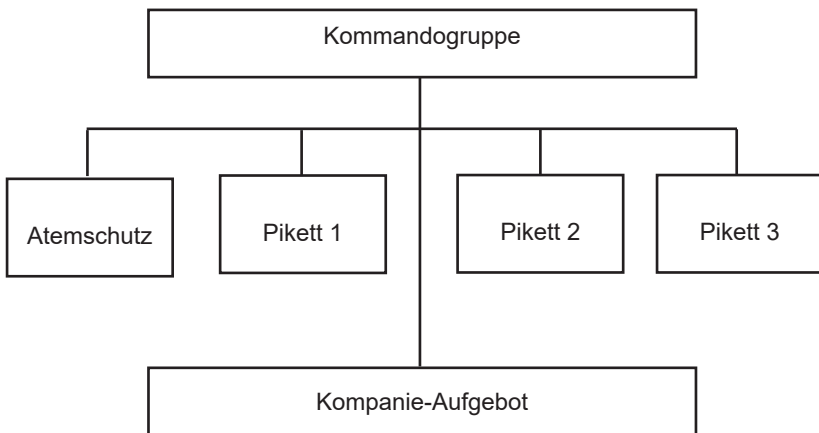 Kommandogruppe
Atemschutz
Pikett 1
Pikett 2
Pikett 3
Kompanie-Aufgebot